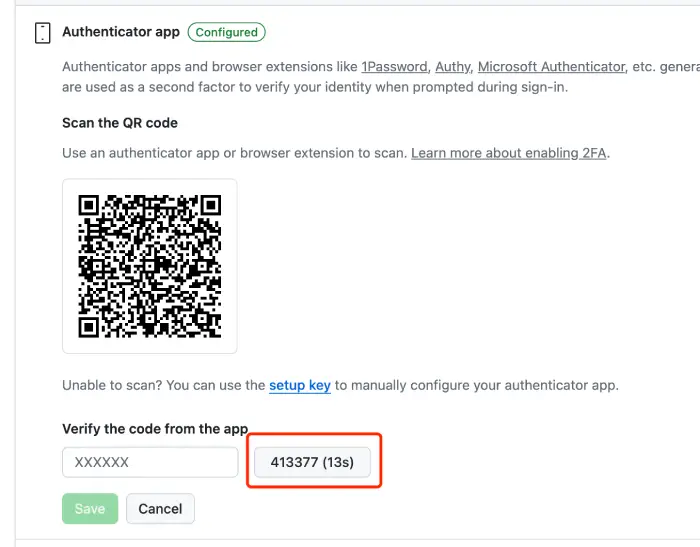 Authenticator app Configured
Authenticator apps and browser extensions like 1Password, Authy, Microsoft Authenticator, etc. genera
are used as a second factor to verify your identity when prompted during sign-in.
Scan the QR code
Use an authenticator app or browser extension to scan. Learn more about enabling 2FA.
Unable to scan? You can use the setup key to manually configure your authenticator app.
Verify the code from the app
XXXXXX 413377 (13s)
Save Cancel